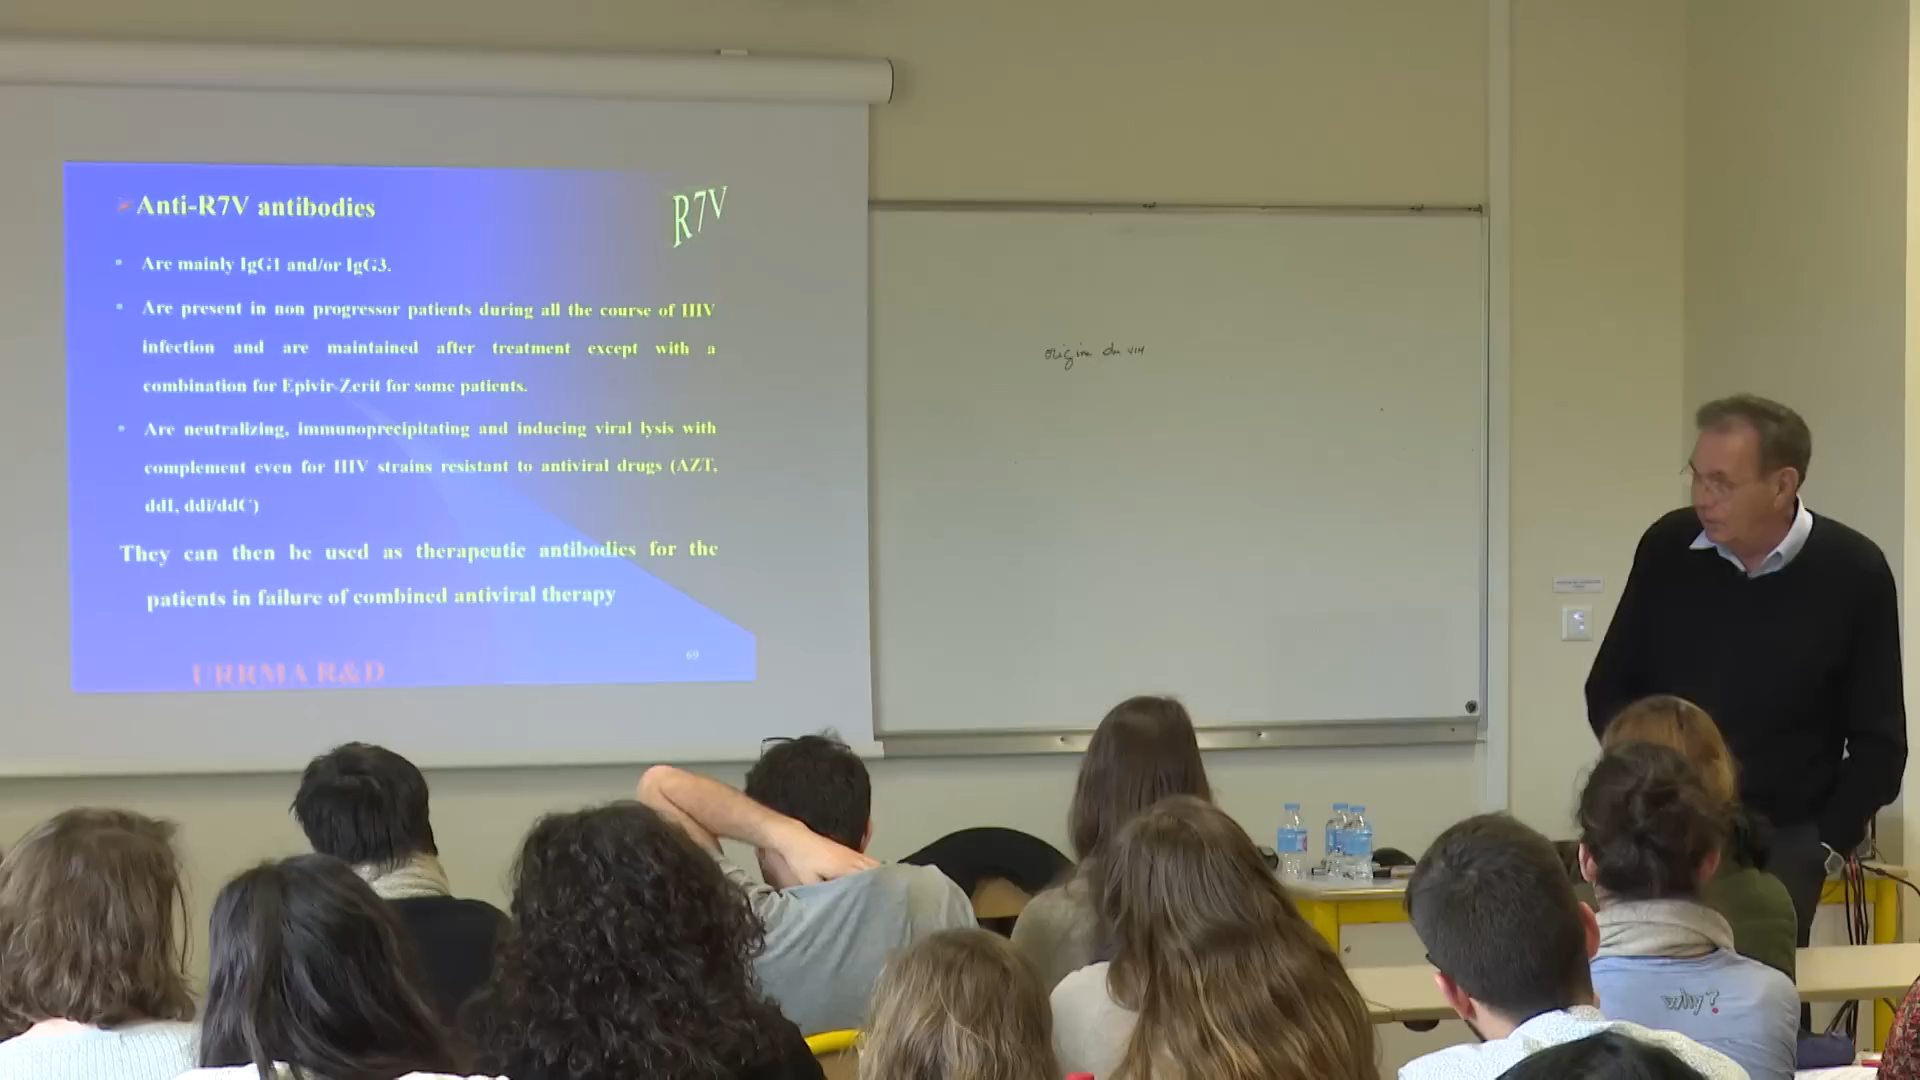 Anti-R7V antibodies
R7V
Are mainly IgG1 and/or IgG3.
Are present in non progressor patients during all the course of HIV
infection and are maintained after treatment except with a
combination for Epivir-Zerit for some patients.
Are neutralizing, immunoprecipitating and inducing viral lysis with
complement even for HIV strains resistant to antiviral drugs (AZT,
ddI, ddi/ddC)
They can then be used as therapeutic antibodies for the
patients in failure of combined antiviral therapy
69
URRMA R&D
origine du VIH
why?